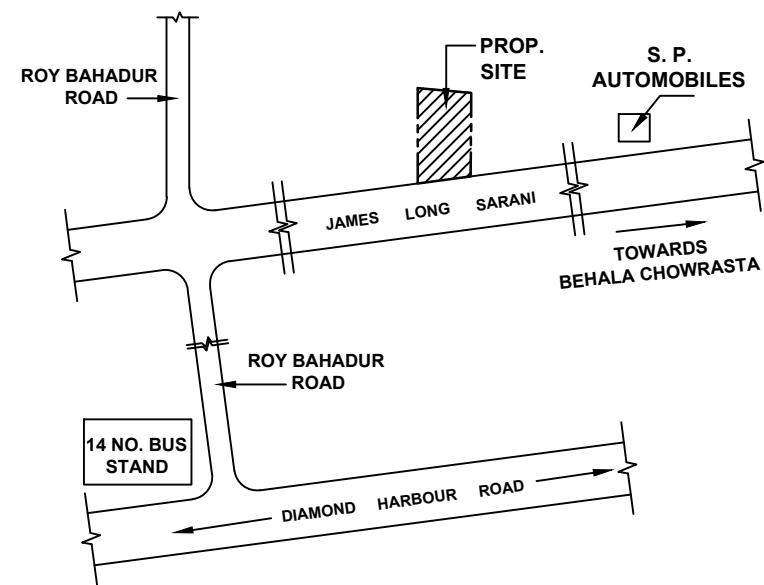 ROY BAHADUR
ROAD
PROP.
SITE
S. P.
AUTOMOBILES
JAMES LONG SARANI
TOWARDS
BEHALA CHOWRASTA
ROY BAHADUR
ROAD
14 NO. BUS
STAND
DIAMOND HARBOUR ROAD